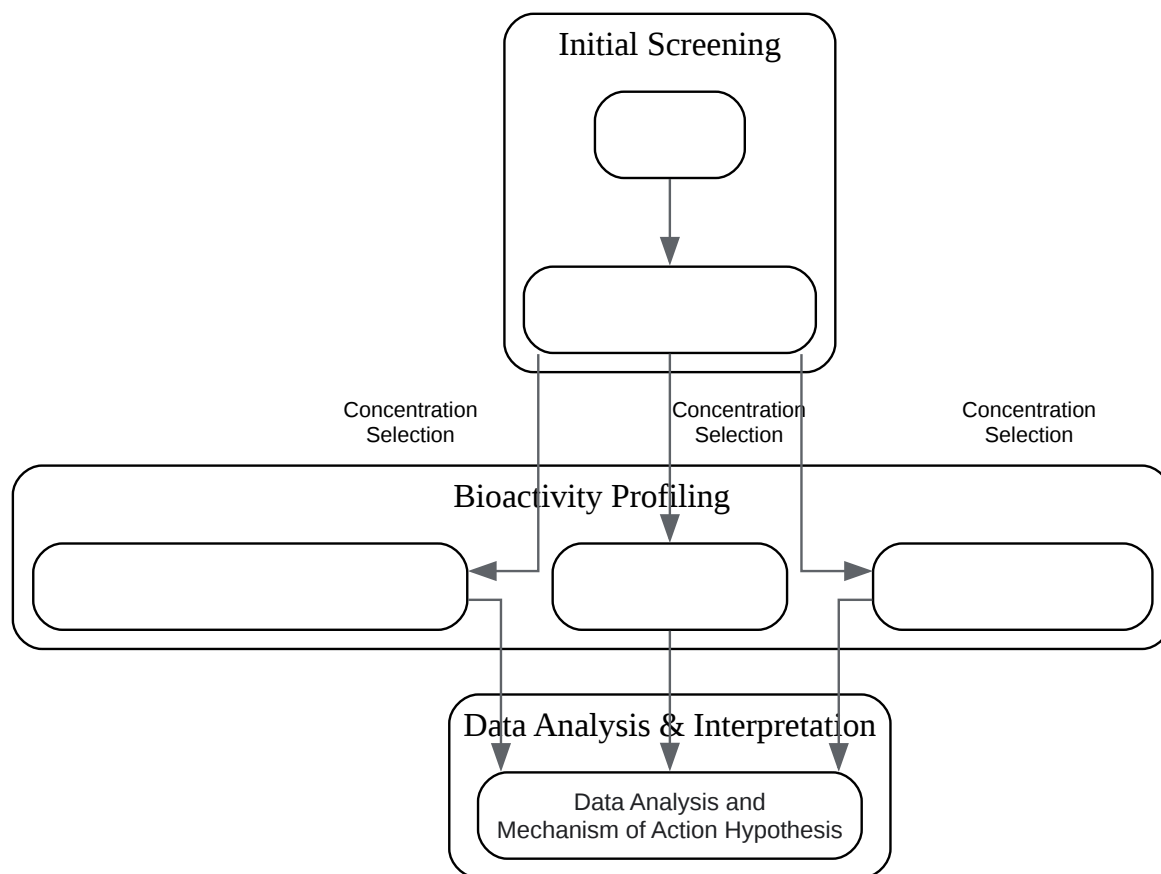 Initial Screening
Concentration
Selection
Concentration
Selection
Concentration
Selection
Bioactivity Profiling
Data Analysis & Interpretation
Data Analysis and
Mechanism of Action Hypothesis